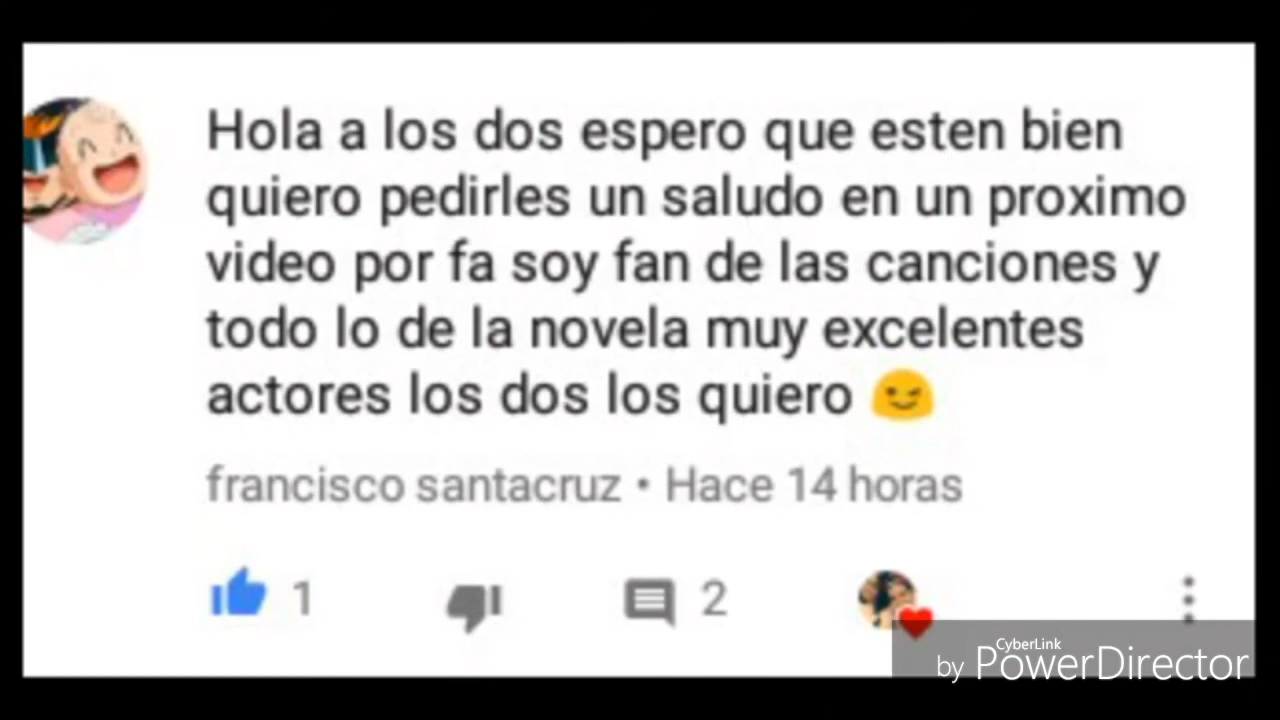 Hola a los dos espero que esten bien
quiero pedirles un saludo en un proximo
video por fa soy fan de las canciones y
todo lo de la novela muy excelentes
actores los dos los quiero 😉
francisco santacruz • Hace 14 horas
1 2
CyberLink
by PowerDirector